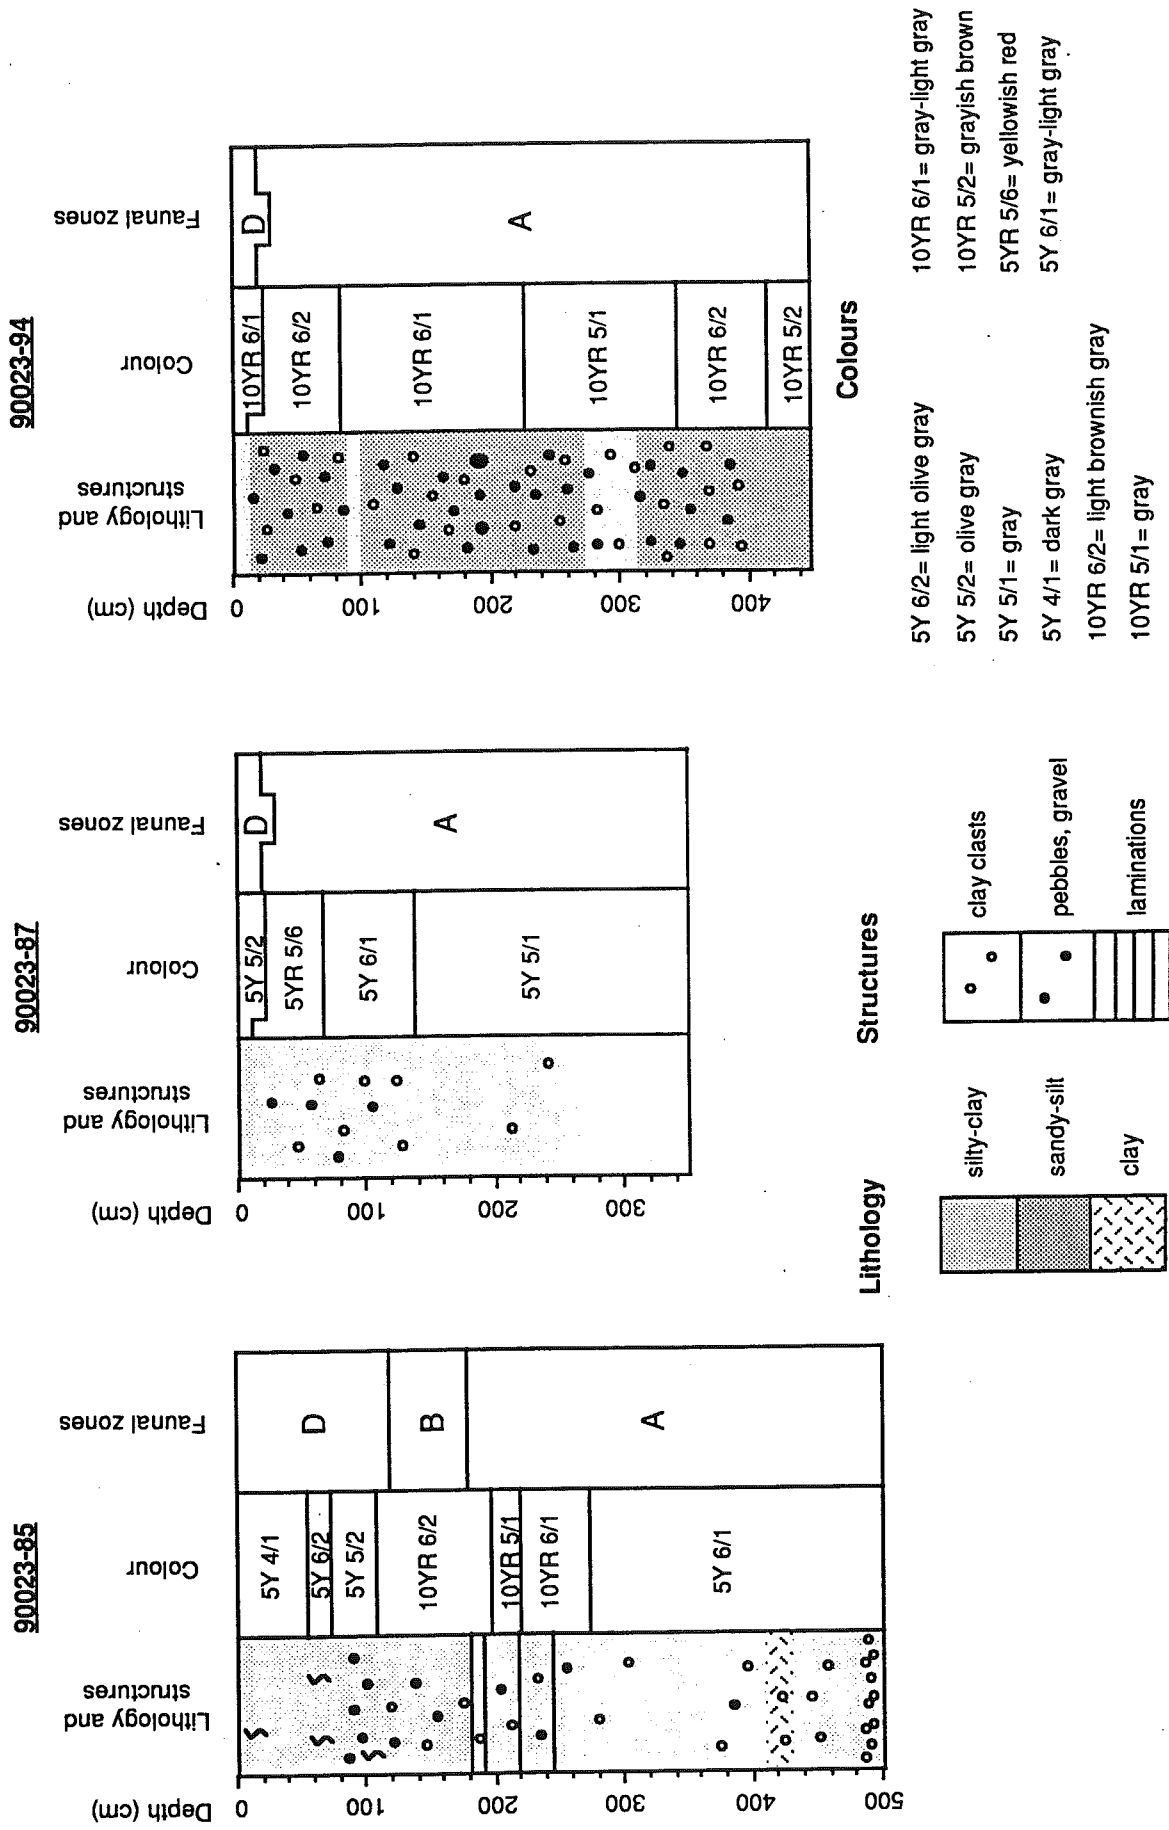 90023-85
Depth (cm)
Lithology and
structures
Colour
Faunal zones
0
100
200
300
400
500
5Y 4/1
5Y 6/2
5Y 5/2
10YR 6/2
10YR 5/1
10YR 6/1
5Y 6/1
D
B
A
90023-87
Depth (cm)
Lithology and
structures
Colour
Faunal zones
0
100
200
300
5Y 5/2
5YR 5/6
5Y 6/1
5Y 5/1
D
A
90023-94
Depth (cm)
Lithology and
structures
Colour
Faunal zones
0
100
200
300
400
10YR 6/1
10YR 6/2
10YR 6/1
10YR 5/1
10YR 6/2
10YR 5/2
D
A
Lithology
silty-clay
sandy-silt
clay
Structures
clay clasts
pebbles, gravel
laminations
Colours
5Y 6/2= light olive gray
5Y 5/2= olive gray
5Y 5/1= gray
5Y 4/1= dark gray
10YR 6/2= light brownish gray
10YR 5/1= gray
10YR 6/1= gray-light gray
10YR 5/2= grayish brown
5YR 5/6= yellowish red
5Y 6/1= gray-light gray